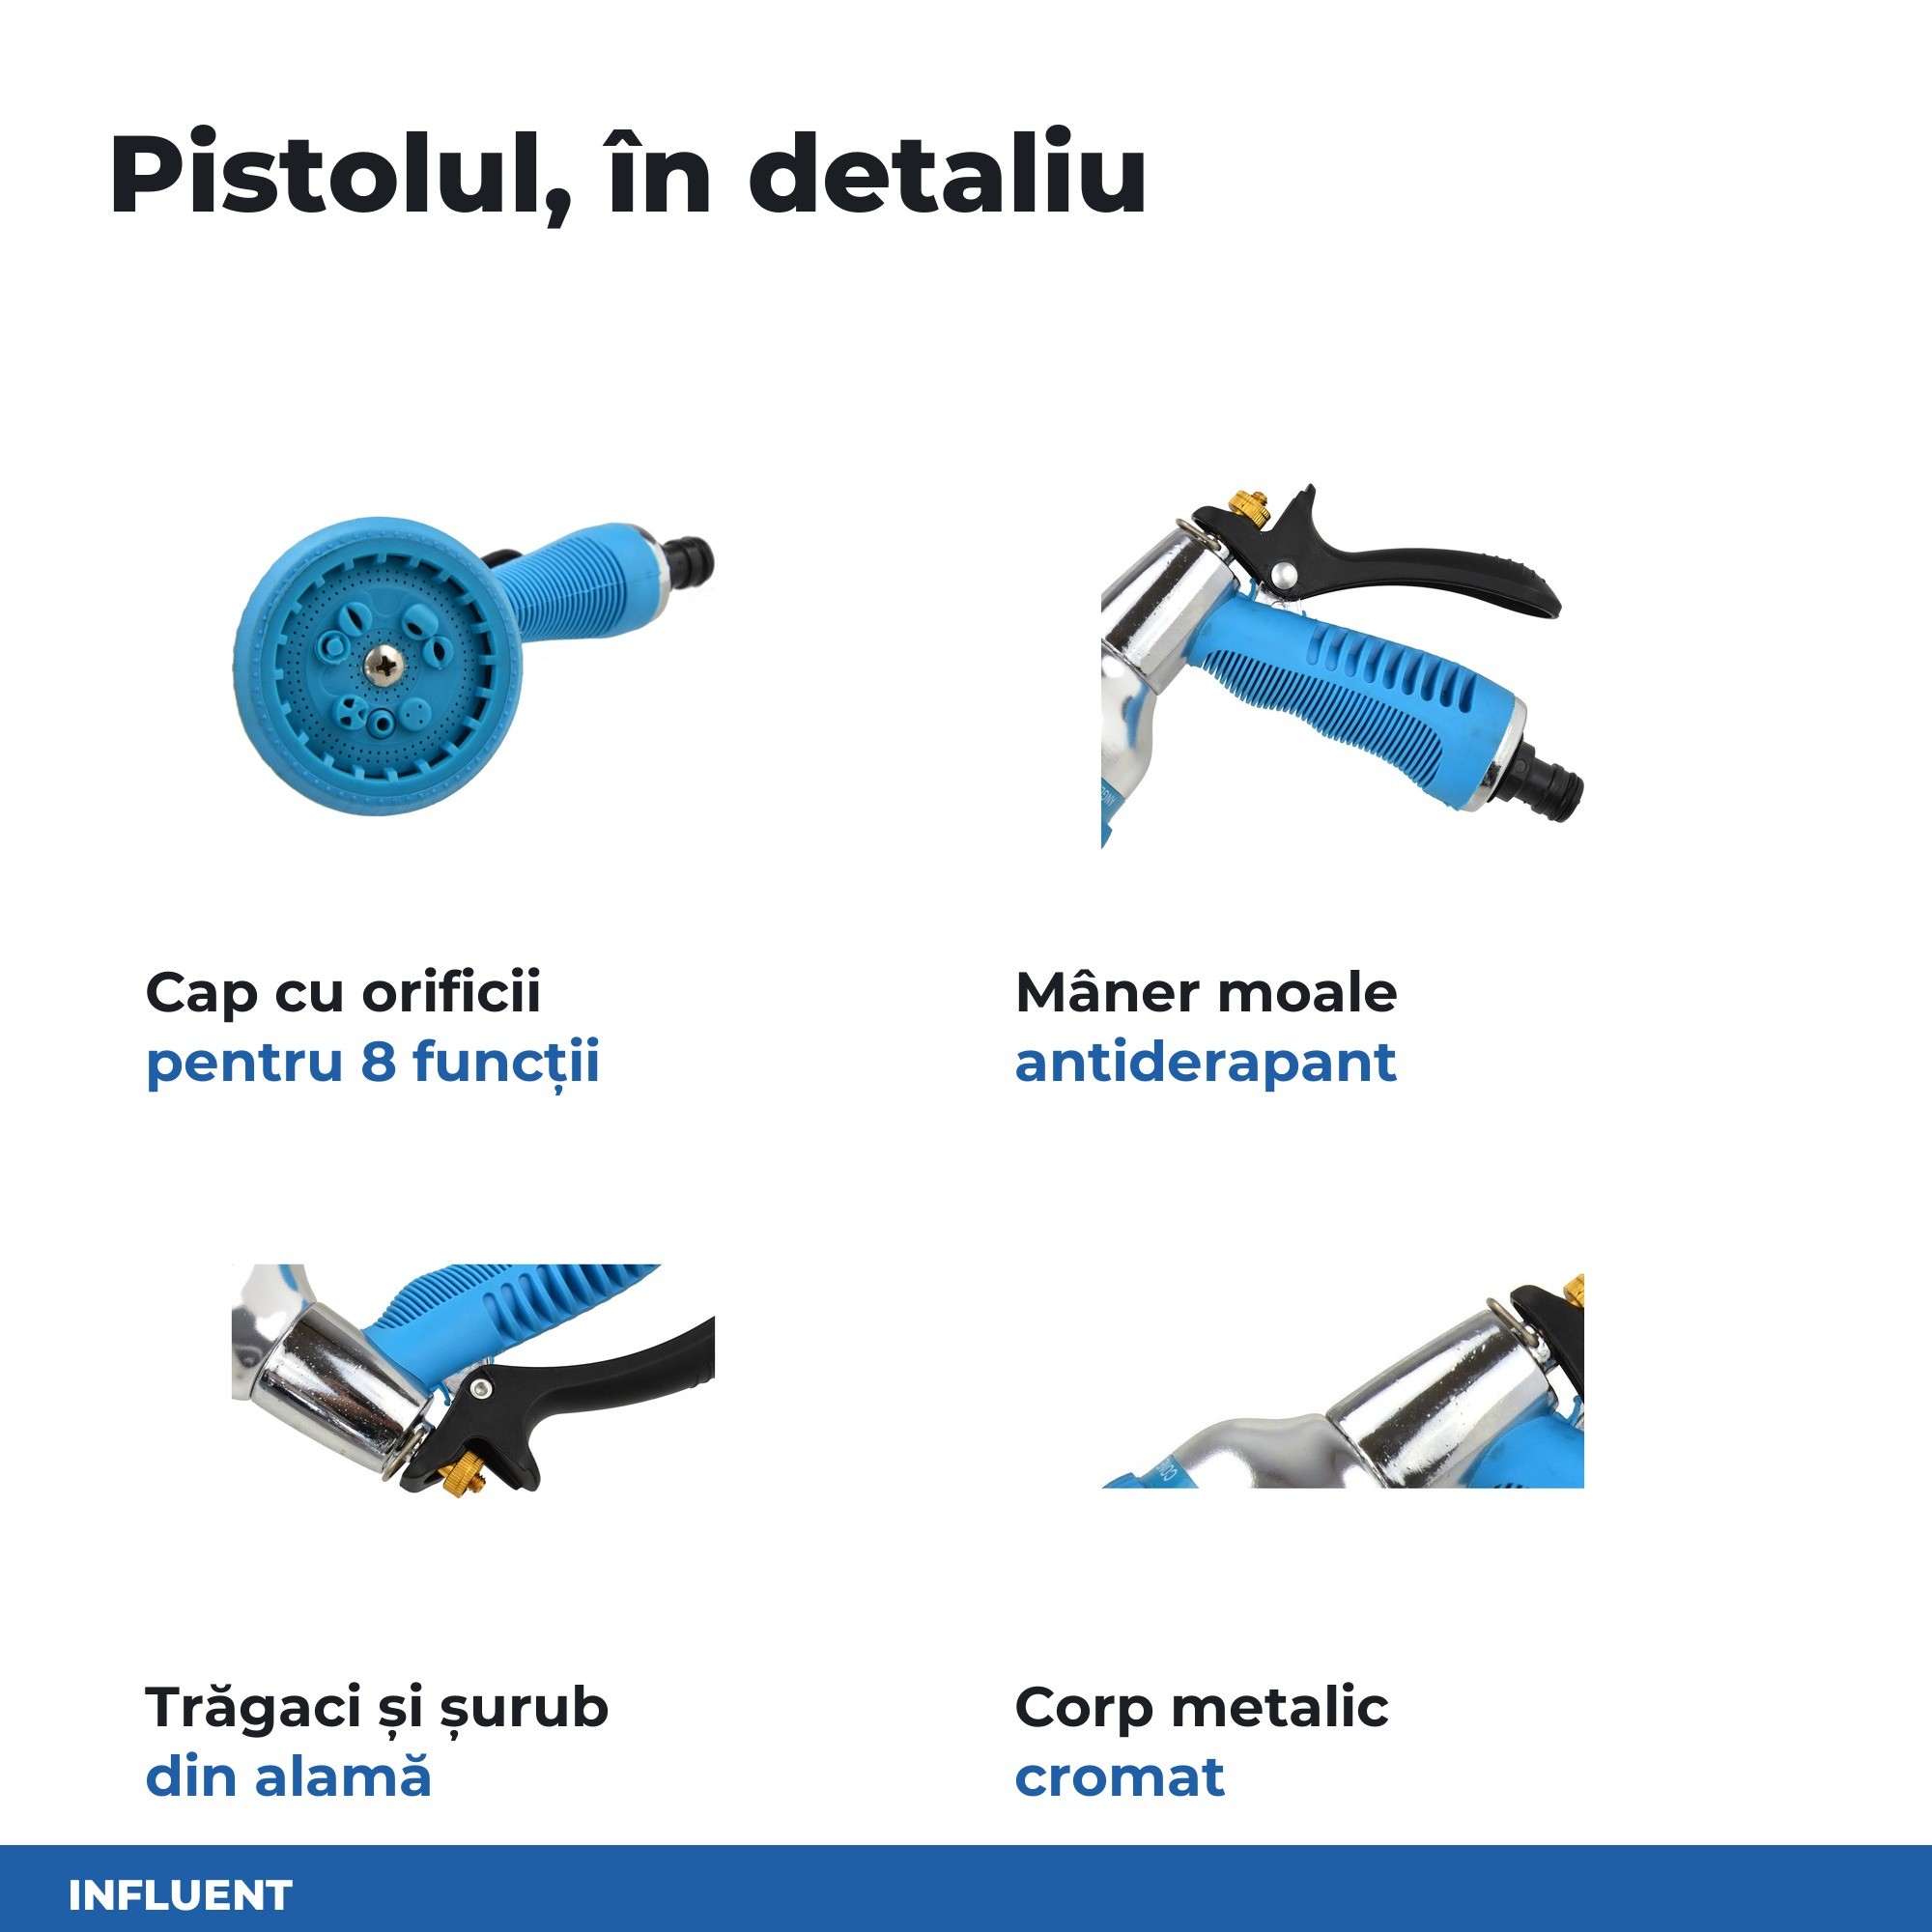 Pistolul, în detaliu
Cap cu orificii
pentru 8 funcții
Mâner moale
antiderapant
Trăgaci și șurub
din alamă
Corp metalic
cromat
INFLUENT